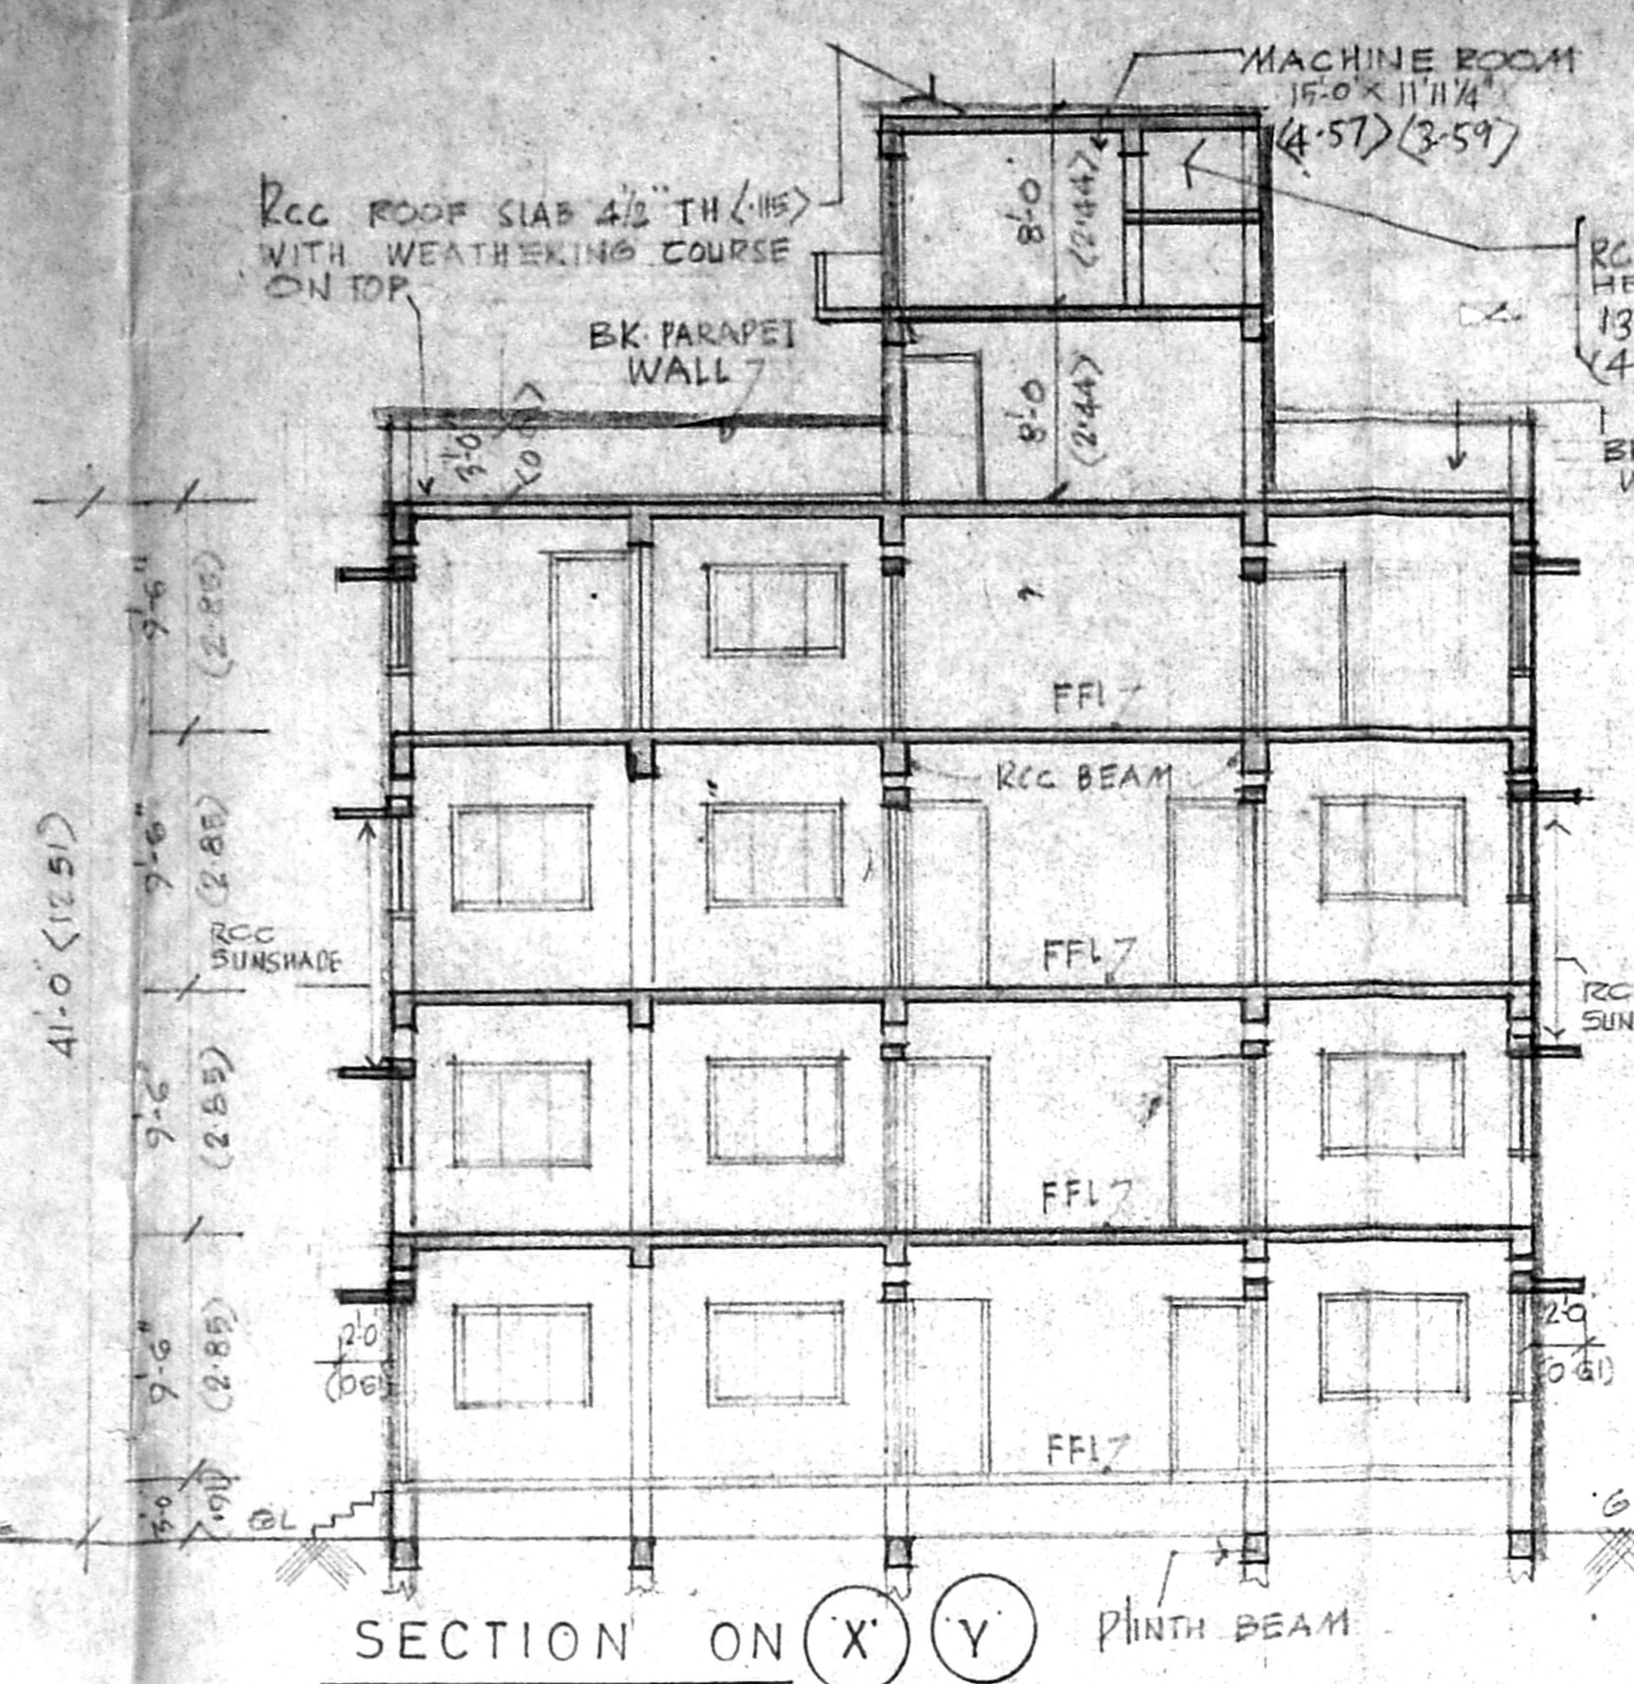 MACHINE ROOM
15'-0" × 11'11¼"
(4·57) (3·59)
RCC ROOF SLAB 4½" TH (·115)
WITH WEATHERING COURSE
ON TOP
8'-0
(2·44)
BK. PARAPET
WALL
8'-0
(2·44)
3'-0"
9'-6"
(2.85)
FFL
RCC BEAM
9'-6"
(2.85)
41'-0" (12 51)
RCC
SUNSHADE
FFL
9'-6"
(2.85)
FFL
2'-0
(0 61)
2'-0
(0 61)
9'-6"
(2.85)
FFL
3'-0
(·91)
GL
PLINTH BEAM
SECTION ON 'X' 'Y'